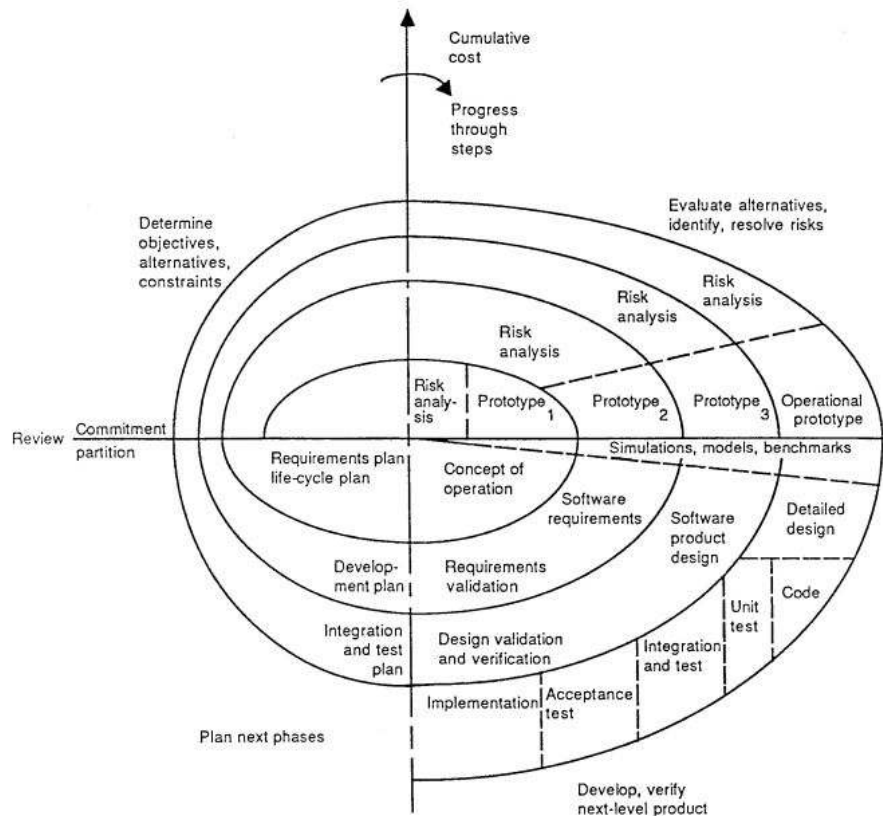 Cumulative
cost
Progress
through
steps
Evaluate alternatives,
identify, resolve risks
Determine
objectives,
alternatives,
constraints
Risk
analysis
Risk
analysis
Risk
analysis
Risk
analy-
sis
Prototype 1
Prototype 2
Prototype 3
Operational
prototype
Review
Commitment
partition
Simulations, models, benchmarks
Requirements plan
life-cycle plan
Concept of
operation
Software
requirements
Software
product
design
Detailed
design
Develop-
ment plan
Requirements
validation
Code
Unit
test
Integration
and test
plan
Design validation
and verification
Integration
and test
Implementation
Acceptance
test
Plan next phases
Develop, verify
next-level product